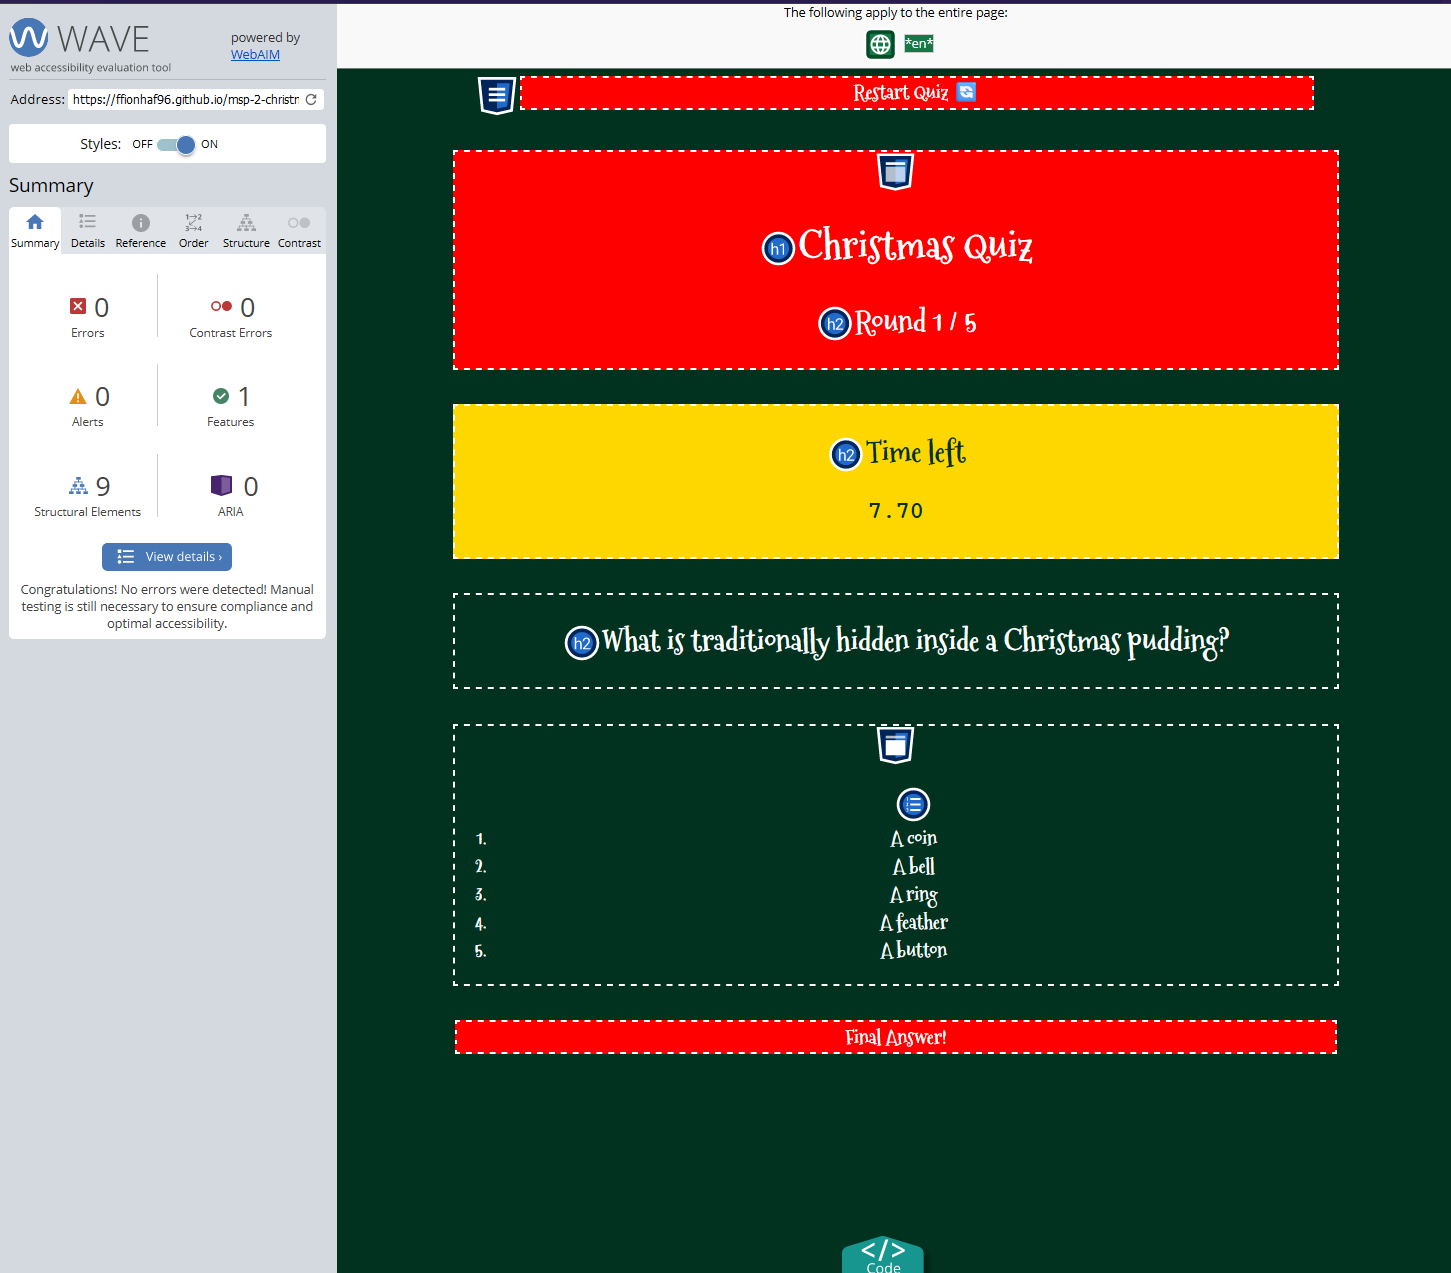 WAVE
web accessibility evaluation tool
powered by
WebAIM
Address: https://ffionhaf96.github.io/msp-2-christn
Styles: OFF ON
Summary
Summary Details Reference Order Structure Contrast
0 Errors
0 Contrast Errors
0 Alerts
1 Features
9 Structural Elements
0 ARIA
View details ›
Congratulations! No errors were detected! Manual
testing is still necessary to ensure compliance and
optimal accessibility.
The following apply to the entire page:
*en*
Restart Quiz
h1 Christmas Quiz
h2 Round 1 / 5
h2 Time left
7.70
h2 What is traditionally hidden inside a Christmas pudding?
1. A coin
2. A bell
3. A ring
4. A feather
5. A button
Final Answer!
</>
Code